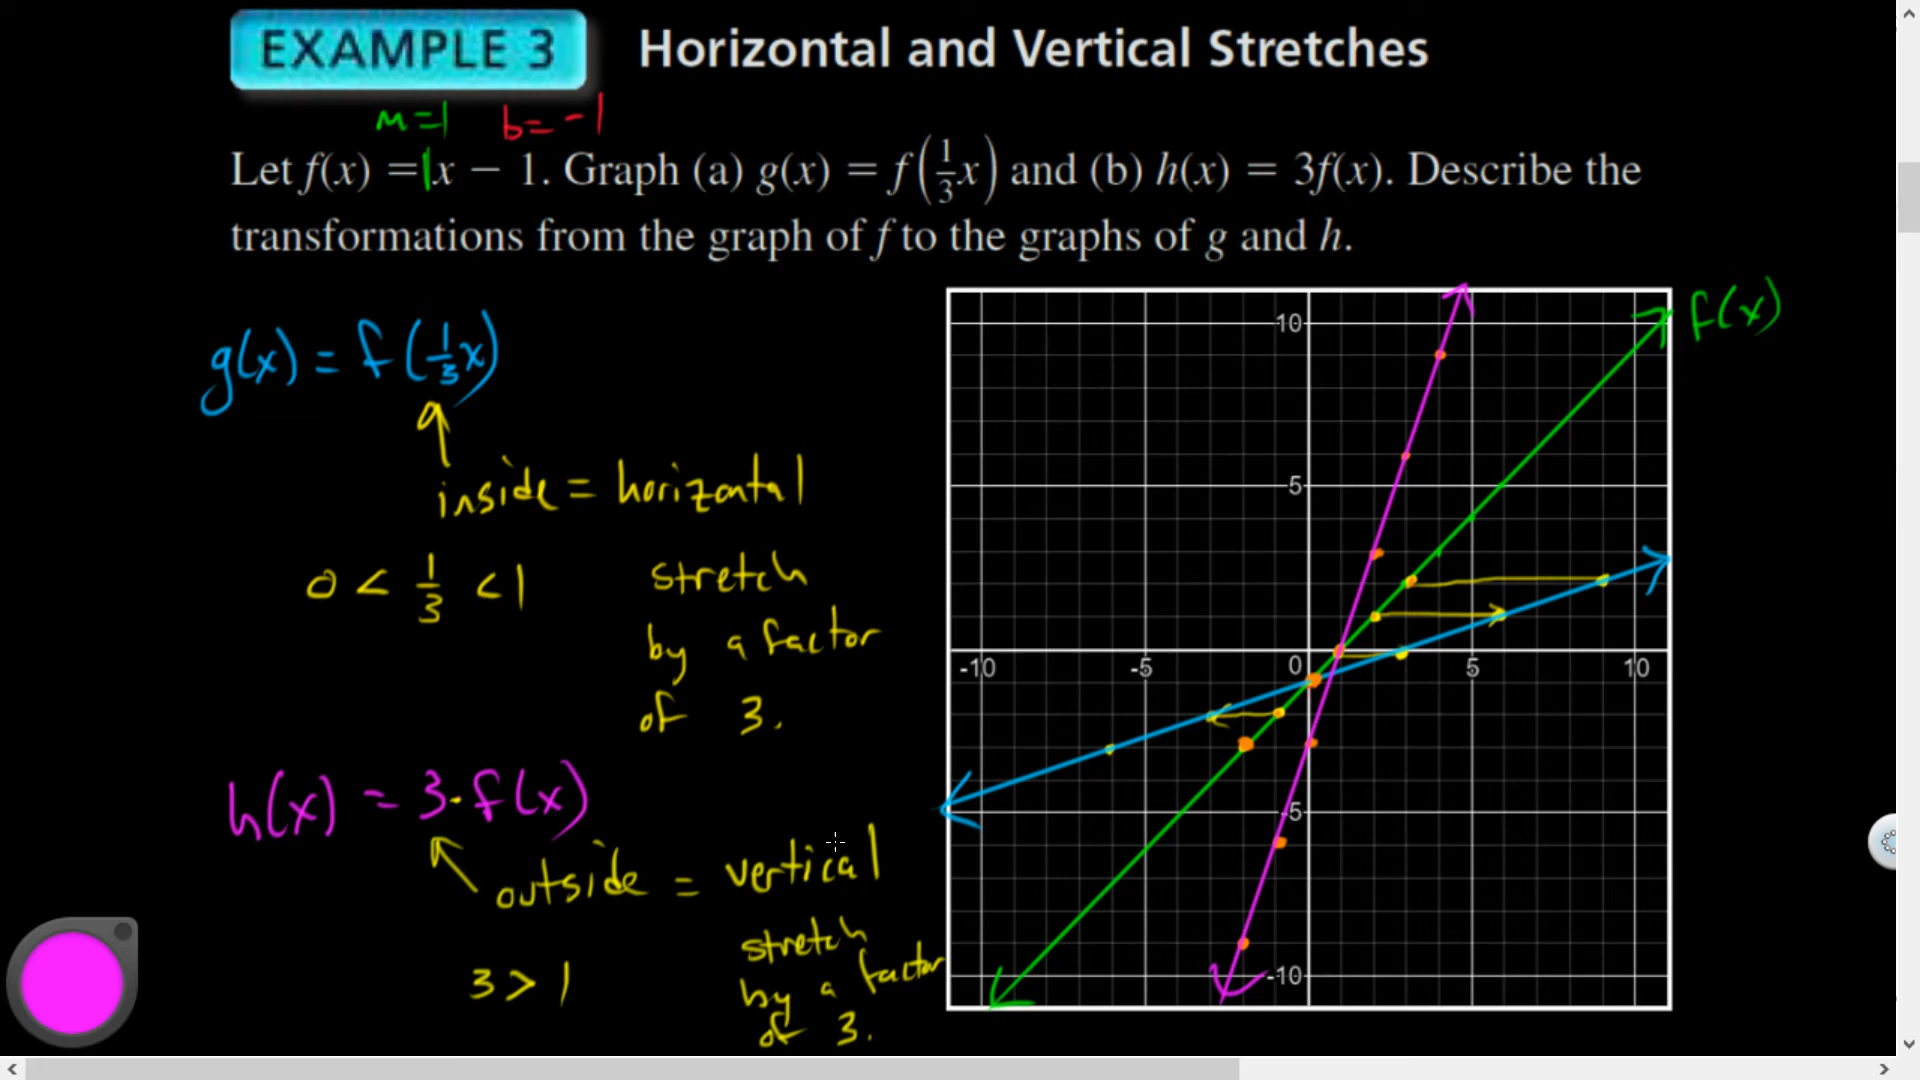 EXAMPLE 3 Horizontal and Vertical Stretches
m=1 b=-1
Let f(x) = 1x − 1. Graph (a) g(x) = f(1/3 x) and (b) h(x) = 3f(x). Describe the
transformations from the graph of f to the graphs of g and h.
g(x) = f(1/3 x)
inside = horizontal
0 < 1/3 < 1 stretch
by a factor
of 3.
h(x) = 3·f(x)
outside = vertical
stretch
3 > 1 by a factor
of 3.
f(x)
10
5
-10 -5 0 5 10
-5
-10